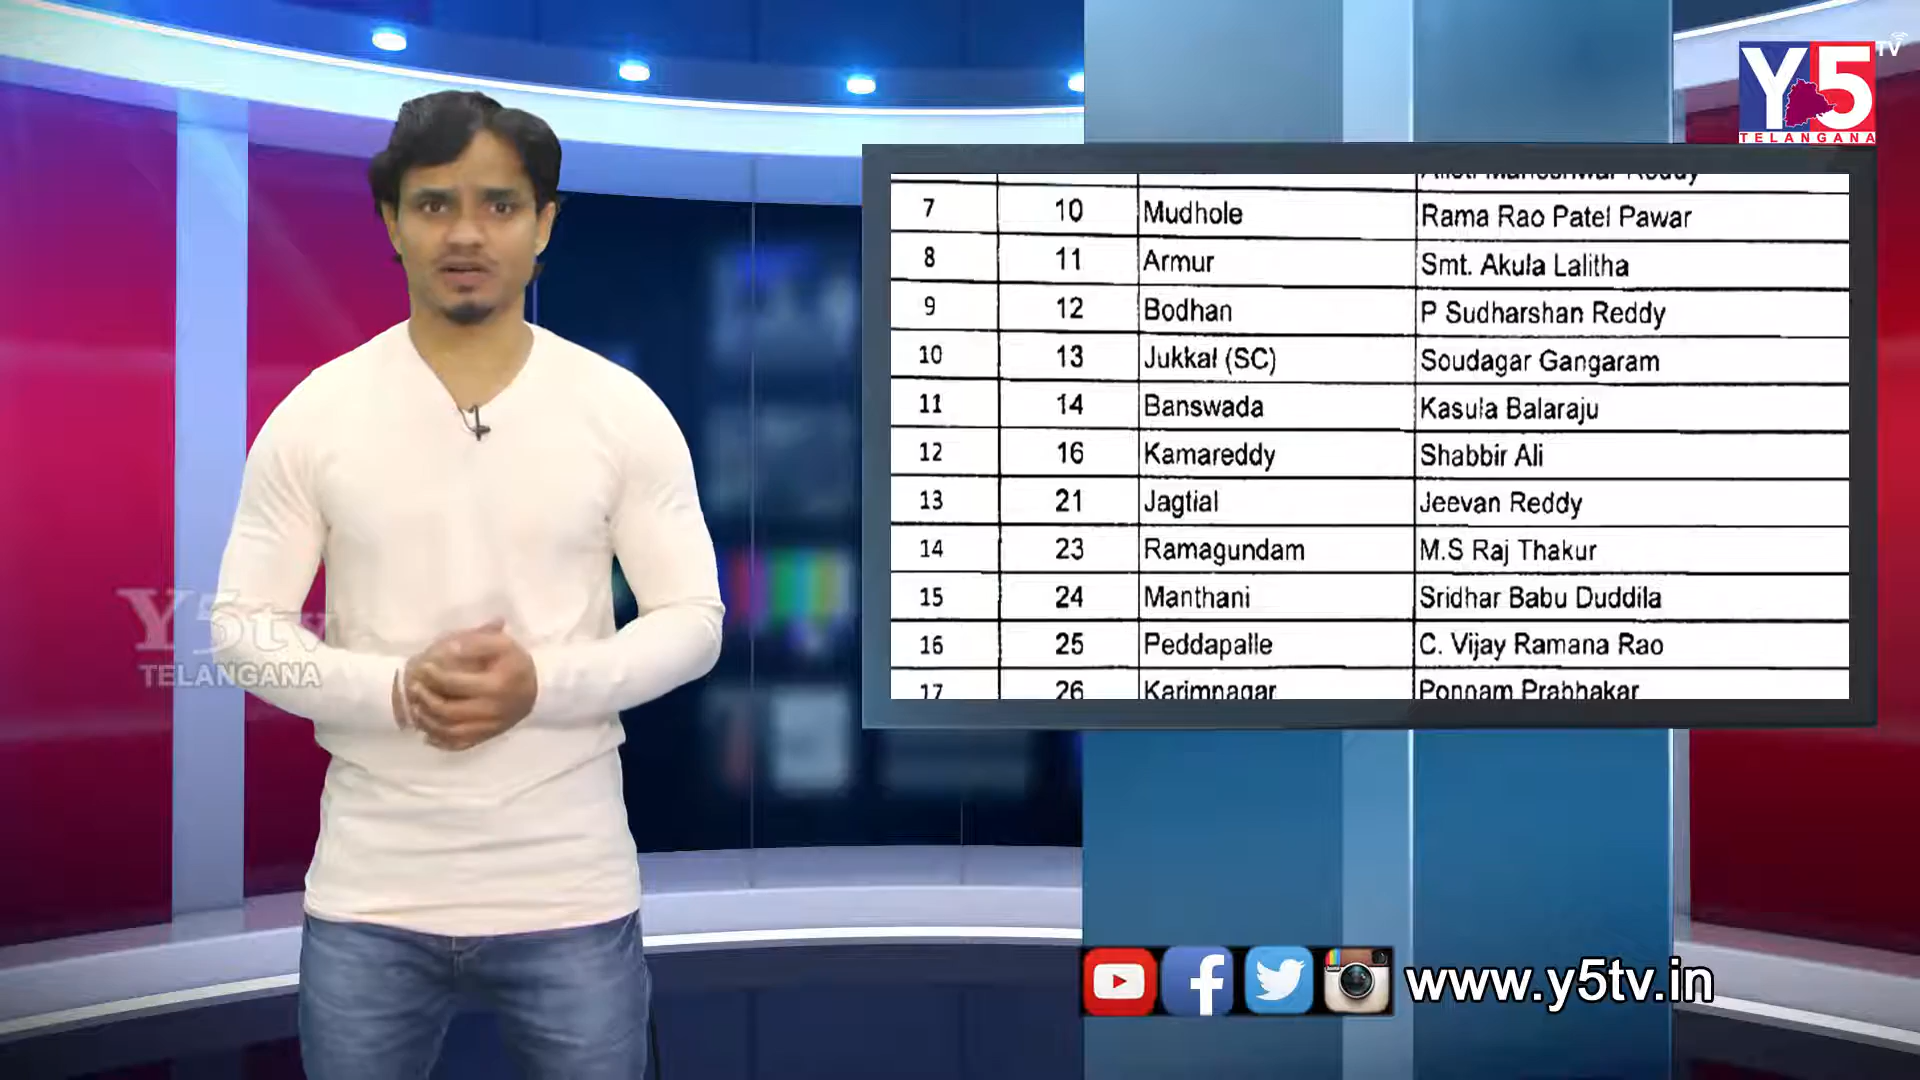 Y5 TV
TELANGANA
7 10 Mudhole Rama Rao Patel Pawar
8 11 Armur Smt. Akula Lalitha
9 12 Bodhan P Sudharshan Reddy
10 13 Jukkal (SC) Soudagar Gangaram
11 14 Banswada Kasula Balaraju
12 16 Kamareddy Shabbir Ali
13 21 Jagtial Jeevan Reddy
14 23 Ramagundam M.S Raj Thakur
15 24 Manthani Sridhar Babu Duddila
16 25 Peddapalle C. Vijay Ramana Rao
17 26 Karimnagar Ponnam Prabhakar
Y5tv
TELANGANA
www.y5tv.in